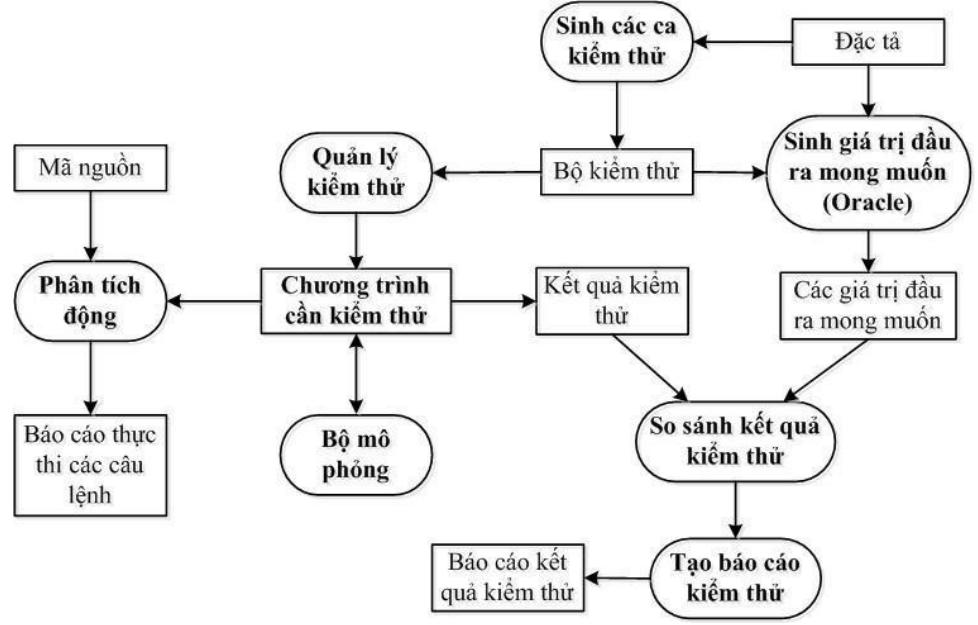 Sinh các ca
kiểm thử
Đặc tả
Mã nguồn
Quản lý
kiểm thử
Bộ kiểm thử
Sinh giá trị đầu
ra mong muốn
(Oracle)
Phân tích
động
Chương trình
cần kiểm thử
Kết quả kiểm
thử
Các giá trị đầu
ra mong muốn
Báo cáo thực
thi các câu
lệnh
Bộ mô
phỏng
So sánh kết quả
kiểm thử
Báo cáo kết
quả kiểm thử
Tạo báo cáo
kiểm thử